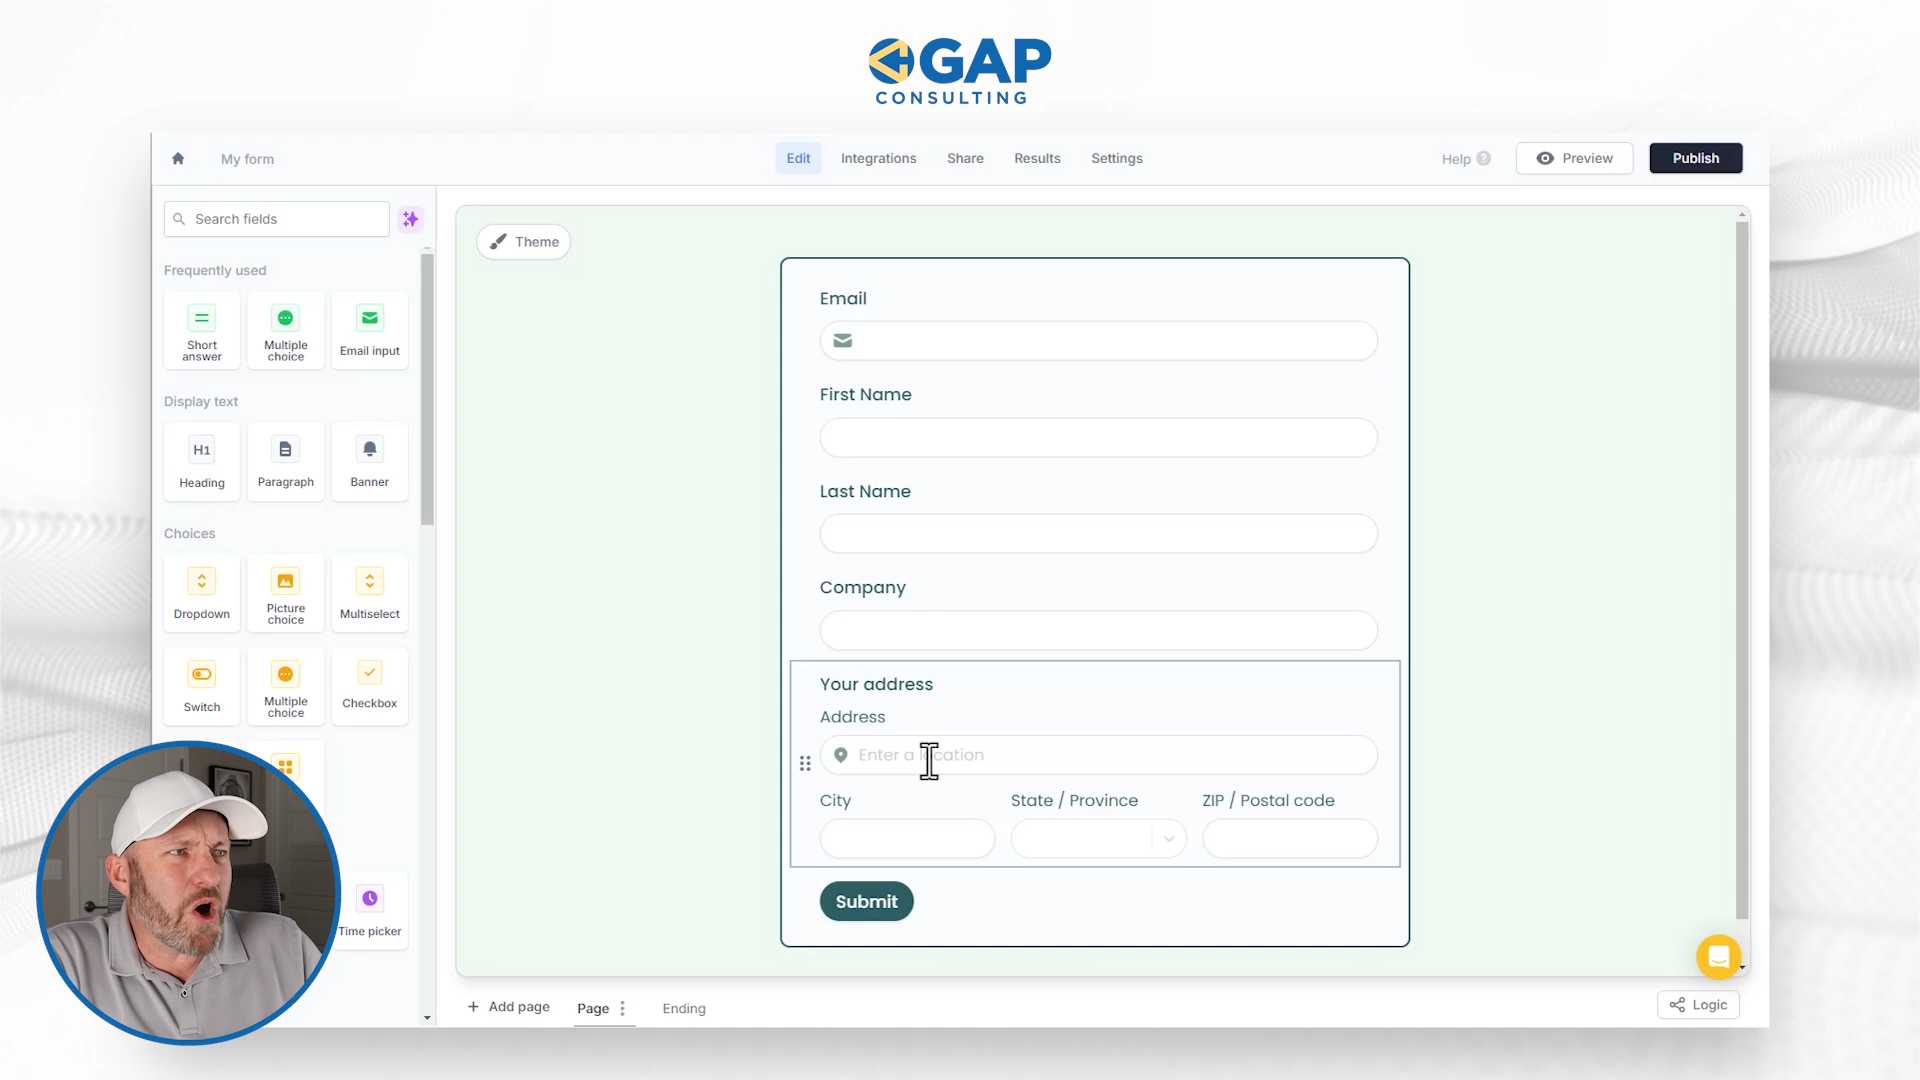 GAP
CONSULTING
My form
Edit
Integrations
Share
Results
Settings
Help ?
Preview
Publish
Search fields
Theme
Frequently used
Short answer
Multiple choice
Email input
Display text
H1
Heading
Paragraph
Banner
Choices
Dropdown
Picture choice
Multiselect
Switch
Multiple choice
Checkbox
Time picker
Email
First Name
Last Name
Company
Your address
Address
Enter a location
City
State / Province
ZIP / Postal code
Submit
+ Add page
Page
Ending
Logic